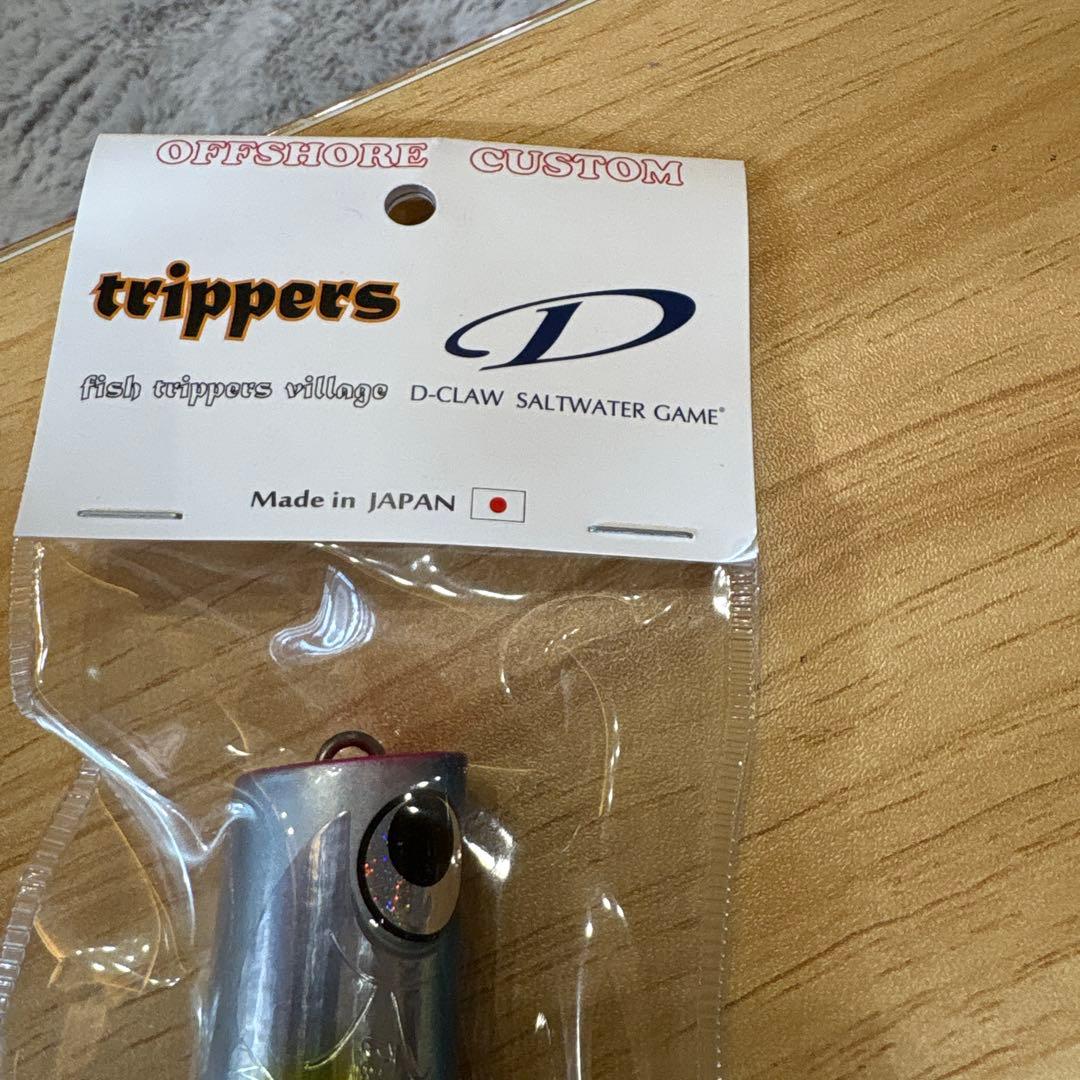 OFFSHORE CUSTOM
trippers
fish trippers village
D
D-CLAW SALTWATER GAME®
Made in JAPAN